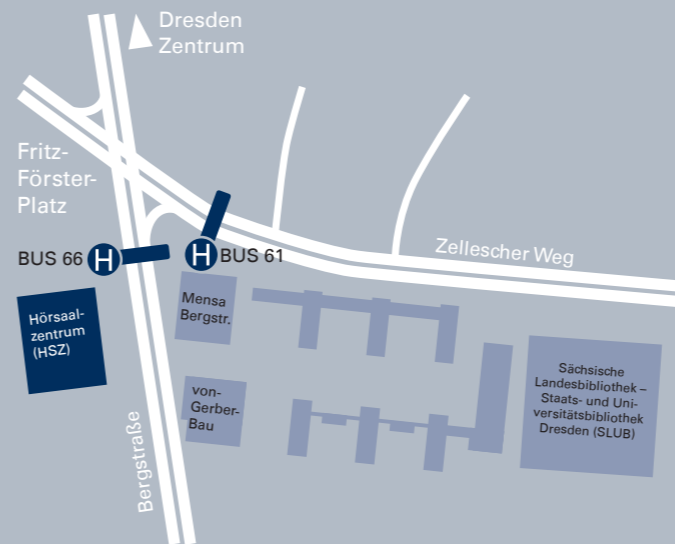 Dresden
Zentrum
Fritz-
Förster-
Platz
Zellescher Weg
BUS 66 H
H BUS 61
Mensa
Bergstr.
Hörsaal-
zentrum
(HSZ)
von-
Gerber-
Bau
Sächsische
Landesbibliothek –
Staats- und Uni-
versitätsbibliothek
Dresden (SLUB)
Bergstraße